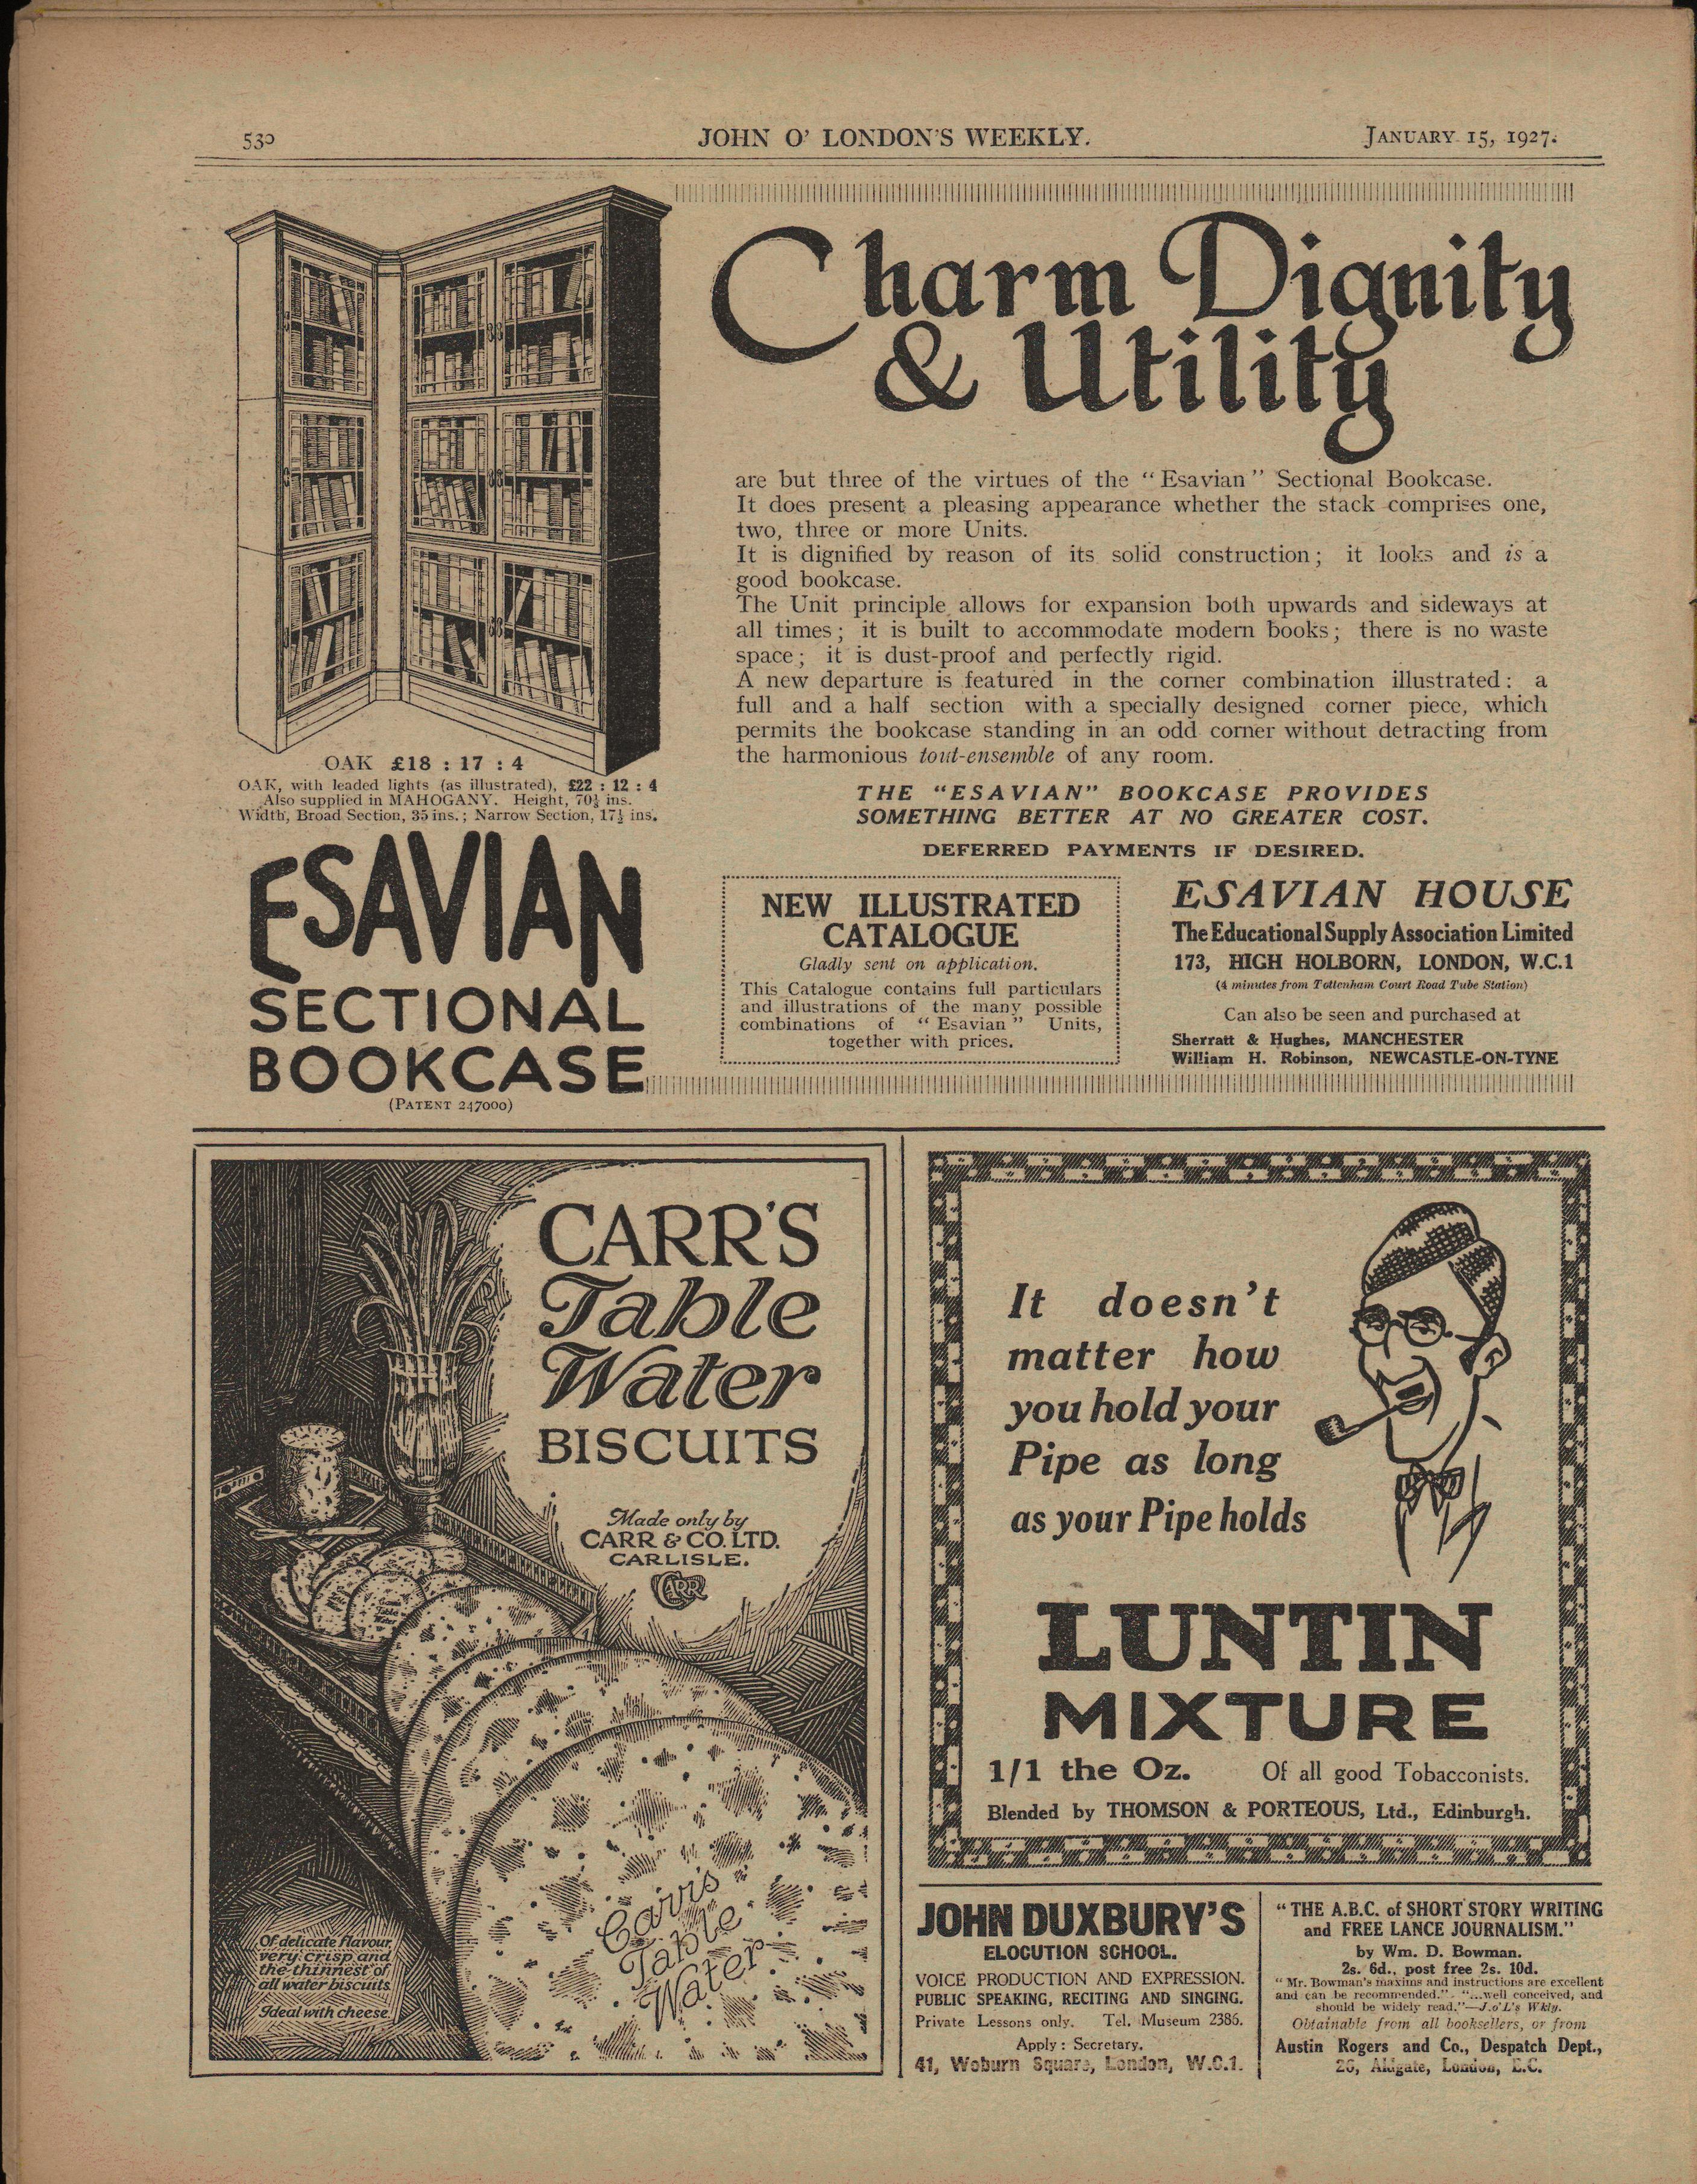 530
JOHN O' LONDON'S WEEKLY.
JANUARY 15, 1927.
Charm Dignity
& Utility
are but three of the virtues of the "Esavian" Sectional Bookcase.
It does present a pleasing appearance whether the stack comprises one,
two, three or more Units.
It is dignified by reason of its solid construction; it looks and is a
good bookcase.
The Unit principle allows for expansion both upwards and sideways at
all times; it is built to accommodate modern books; there is no waste
space; it is dust-proof and perfectly rigid.
A new departure is featured in the corner combination illustrated: a
full and a half section with a specially designed corner piece, which
permits the bookcase standing in an odd corner without detracting from
the harmonious tout-ensemble of any room.
THE "ESAVIAN" BOOKCASE PROVIDES
SOMETHING BETTER AT NO GREATER COST.
DEFERRED PAYMENTS IF DESIRED.
OAK £18 : 17 : 4
OAK, with leaded lights (as illustrated), £22 : 12 : 4
Also supplied in MAHOGANY. Height, 70½ ins.
Width, Broad Section, 35 ins.; Narrow Section, 17½ ins.
ESAVIAN
SECTIONAL
BOOKCASE
(PATENT 247000)
NEW ILLUSTRATED
CATALOGUE
Gladly sent on application.
This Catalogue contains full particulars
and illustrations of the many possible
combinations of "Esavian" Units,
together with prices.
ESAVIAN HOUSE
The Educational Supply Association Limited
173, HIGH HOLBORN, LONDON, W.C.1
(4 minutes from Tottenham Court Road Tube Station)
Can also be seen and purchased at
Sherratt & Hughes, MANCHESTER
William H. Robinson, NEWCASTLE-ON-TYNE
CARR'S
Table
Water
BISCUITS
Made only by
CARR & CO. LTD.
CARLISLE.
CARR
Carr's
Table
Water
Carr's
Table
Water
Of delicate flavour,
very crisp and
the thinnest of
all water biscuits.
Ideal with cheese.
It doesn't
matter how
you hold your
Pipe as long
as your Pipe holds
LUNTIN
MIXTURE
1/1 the Oz. Of all good Tobacconists.
Blended by THOMSON & PORTEOUS, Ltd., Edinburgh.
JOHN DUXBURY'S
ELOCUTION SCHOOL.
VOICE PRODUCTION AND EXPRESSION.
PUBLIC SPEAKING, RECITING AND SINGING.
Private Lessons only. Tel. Museum 2386.
Apply: Secretary.
41, Woburn Square, London, W.C.1.
"THE A.B.C. of SHORT STORY WRITING
and FREE LANCE JOURNALISM."
by Wm. D. Bowman.
2s. 6d., post free 2s. 10d.
"Mr. Bowman's maxims and instructions are excellent
and can be recommended." "...well conceived, and
should be widely read."—J.o'L's Wkly.
Obtainable from all booksellers, or from
Austin Rogers and Co., Despatch Dept.,
26, Aldgate, London, E.C.